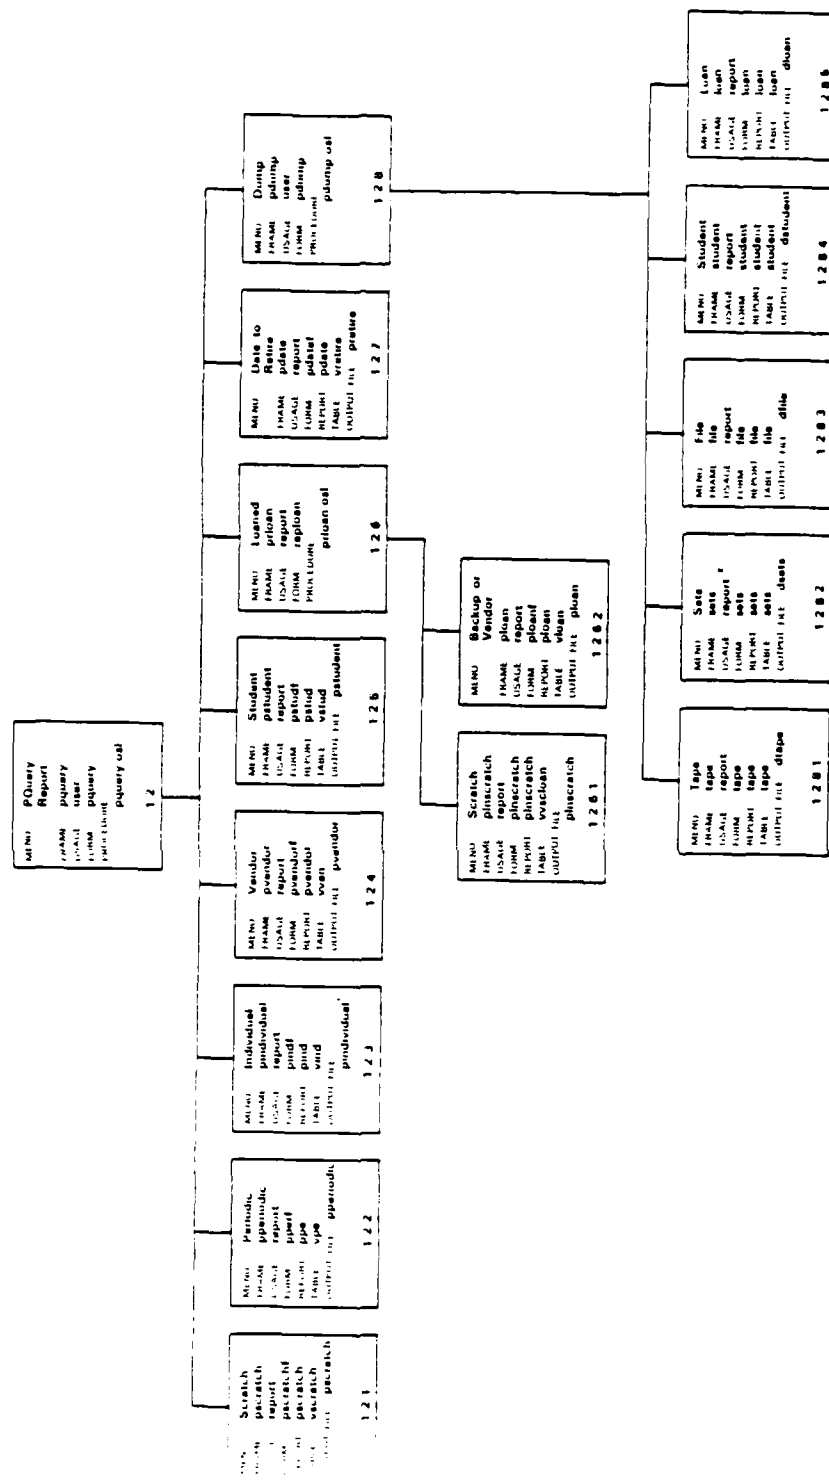 MENU PQuery
Report
FRAME pquery
USAGE user
FORM pquery
PROCEDURE
pquery osl
1 2
Scratch
pscratch
report
pscratchf
pscratch
vscratch
pscratch
1 2 1
MENU Periodic
FRAME pperiodic
USAGE report
FORM pperf
REPORT ppe
TABLE vpe
OUTPUT FILE pperiodic
1 2 2
MENU Individual
FRAME pindividual
USAGE report
FORM pindf
REPORT pind
TABLE vind
OUTPUT FILE
pindividual
1 2 3
MENU Vendor
FRAME pvendor
USAGE report
FORM pvendorf
REPORT pvendor
TABLE vven
OUTPUT FILE pvendor
1 2 4
MENU Student
FRAME pstudent
USAGE report
FORM pstudf
REPORT pstud
TABLE vstud
OUTPUT FILE pstudent
1 2 5
MENU Loaned
FRAME prloan
USAGE report
FORM reploan
PROCEDURE
prloan osl
1 2 6
MENU Date to
Retire
FRAME pdate
USAGE report
FORM pdatef
REPORT pdate
TABLE vretire
OUTPUT FILE pretire
1 2 7
MENU Dump
FRAME pdump
USAGE user
FORM pdump
PROCEDURE
pdump osl
1 2 8
MENU Scratch
FRAME plnscratch
USAGE report
FORM plnscratch
REPORT plnscratch
TABLE vvscloan
OUTPUT FILE
plnscratch
1 2 6 1
MENU Backup or
Vendor
FRAME ploan
USAGE report
FORM ploanf
REPORT ploan
TABLE vloan
OUTPUT FILE ploan
1 2 6 2
MENU Tape
FRAME tape
USAGE report
FORM tape
REPORT tape
TABLE tape
OUTPUT FILE dtape
1 2 8 1
MENU Sets
FRAME sets
USAGE report
FORM sets
REPORT sets
TABLE sets
OUTPUT FILE dsets
1 2 8 2
MENU File
FRAME file
USAGE report
FORM file
REPORT file
TABLE file
OUTPUT FILE dfile
1 2 8 3
MENU Student
FRAME student
USAGE report
FORM student
REPORT student
TABLE student
OUTPUT FILE dstudent
1 2 8 4
MENU Loan
FRAME loan
USAGE report
FORM loan
REPORT loan
TABLE loan
OUTPUT FILE dloan
1 2 8 5